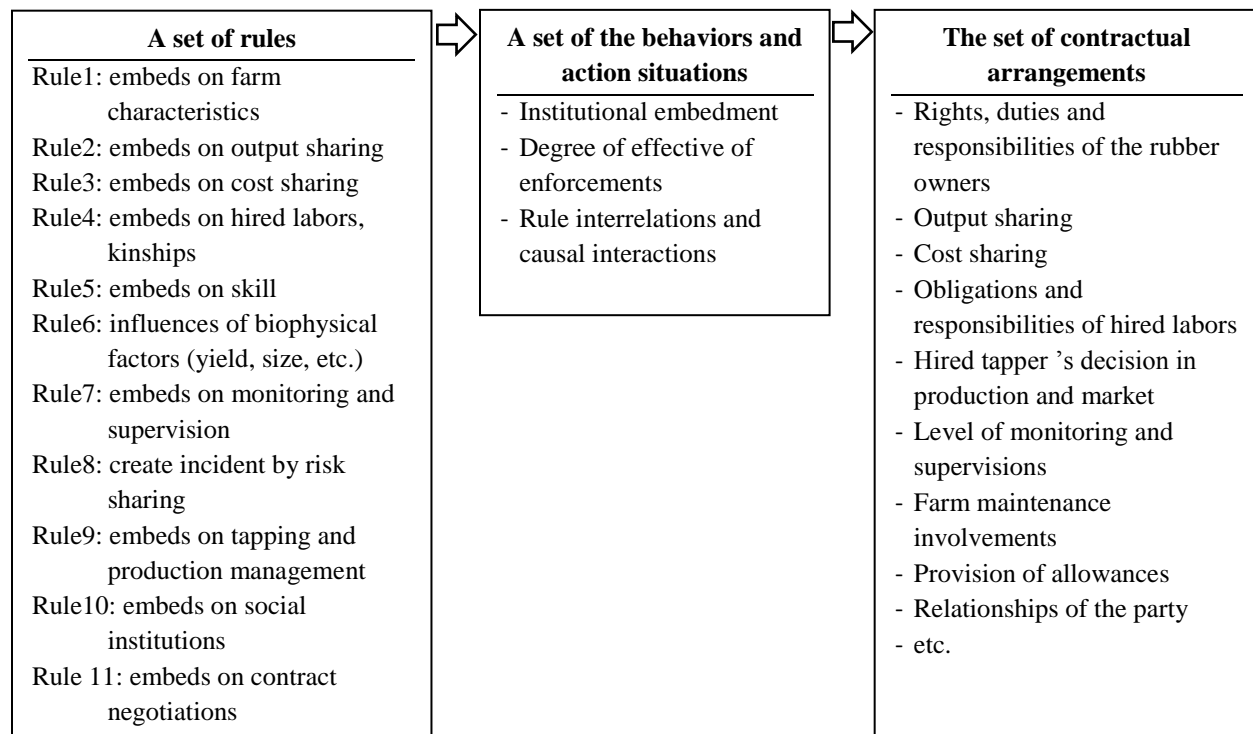 A set of rules
Rule1: embeds on farm
characteristics
Rule2: embeds on output sharing
Rule3: embeds on cost sharing
Rule4: embeds on hired labors,
kinships
Rule5: embeds on skill
Rule6: influences of biophysical
factors (yield, size, etc.)
Rule7: embeds on monitoring and
supervision
Rule8: create incident by risk
sharing
Rule9: embeds on tapping and
production management
Rule10: embeds on social
institutions
Rule 11: embeds on contract
negotiations
A set of the behaviors and
action situations
- Institutional embedment
- Degree of effective of
enforcements
- Rule interrelations and
causal interactions
The set of contractual
arrangements
- Rights, duties and
responsibilities of the rubber
owners
- Output sharing
- Cost sharing
- Obligations and
responsibilities of hired labors
- Hired tapper ’s decision in
production and market
- Level of monitoring and
supervisions
- Farm maintenance
involvements
- Provision of allowances
- Relationships of the party
- etc.